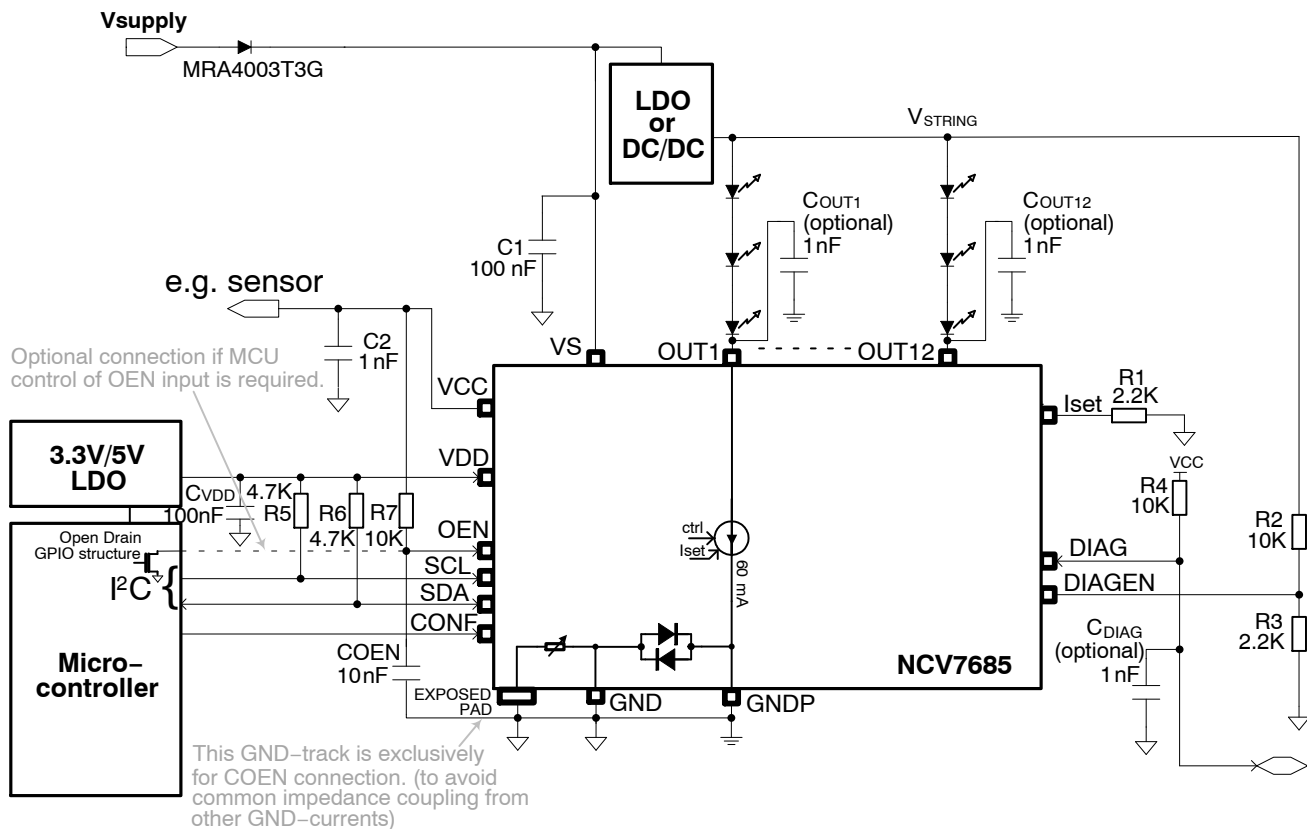 Vsupply
MRA4003T3G
LDO
or
DC/DC
VSTRING
COUT1
(optional)
1nF
COUT12
(optional)
1nF
C1
100 nF
e.g. sensor
C2
1nF
Optional connection if MCU
control of OEN input is required.
VS
OUT1
OUT12
VCC
Iset
R1
2.2K
3.3V/5V
LDO
VDD
CVDD
100nF
4.7K
R5
R6
4.7K
R7
10K
VCC
R4
10K
R2
10K
OEN
Open Drain
GPIO structure
ctrl
Iset
60 mA
DIAG
I²C {
SCL
SDA
DIAGEN
CONF
R3
2.2K
CDIAG
(optional)
1nF
Micro–
controller
COEN
10nF
NCV7685
EXPOSED
PAD
GND
GNDP
This GND–track is exclusively
for COEN connection. (to avoid
common impedance coupling from
other GND–currents)